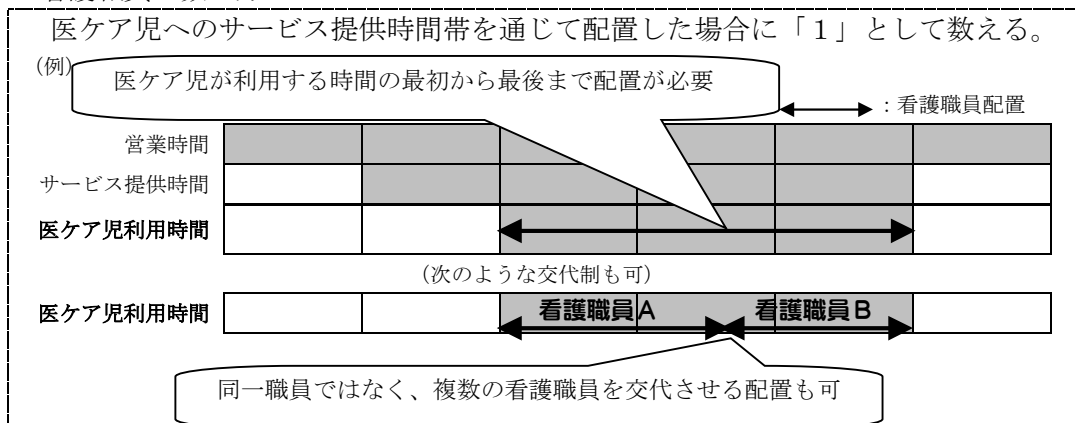 医ケア児へのサービス提供時間帯を通じて配置した場合に「１」として数える。
(例)
医ケア児が利用する時間の最初から最後まで配置が必要
：看護職員配置
営業時間
サービス提供時間
医ケア児利用時間
(次のような交代制も可)
医ケア児利用時間
看護職員A
看護職員B
同一職員ではなく、複数の看護職員を交代させる配置も可